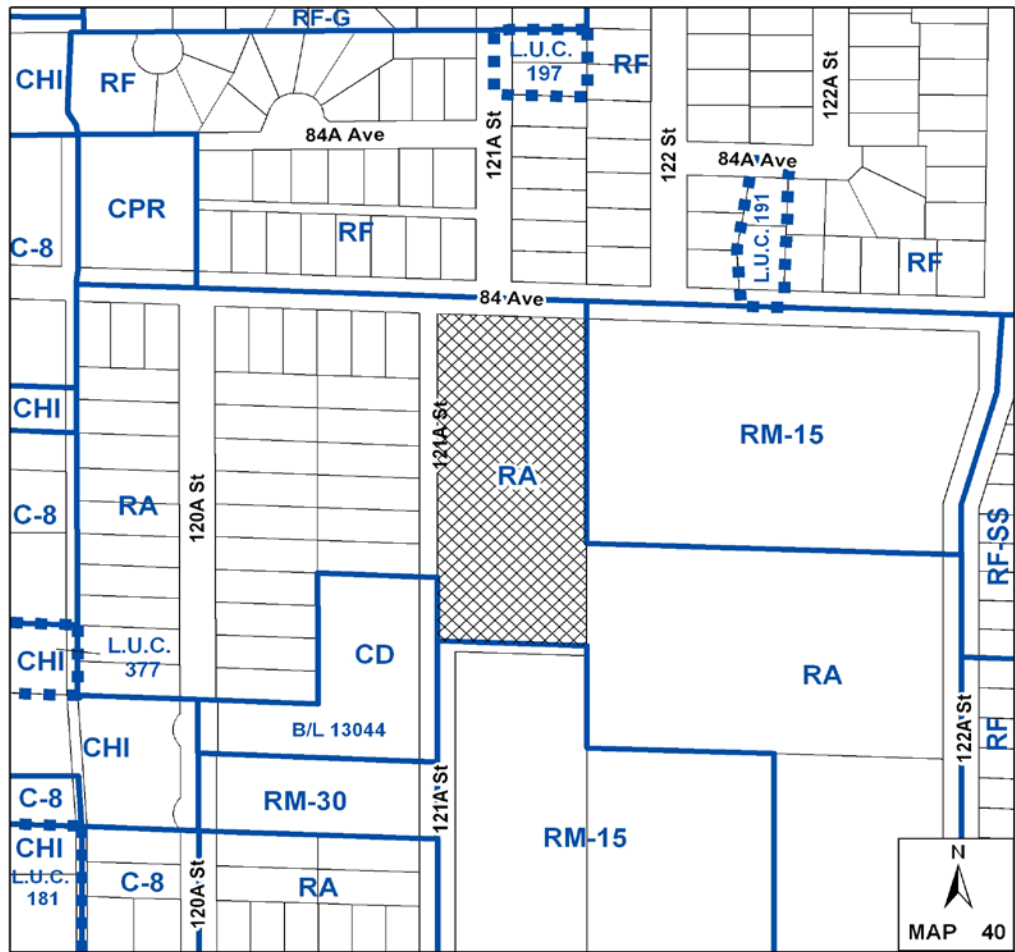 RF-G
CHI
RF
L.U.C.
197
RF
122A St
84A Ave
121A St
122 St
84A Ave
CPR
L.U.C. 191
C-8
RF
RF
84 Ave
CHI
121A St
RM-15
RA
RA
C-8
120A St
RF-SS
CHI
L.U.C.
377
CD
RA
B/L 13044
CHI
RF
122A St
C-8
RM-30
121A St
RM-15
CHI
L.U.C.
181
C-8
120A St
RA
N
MAP 40